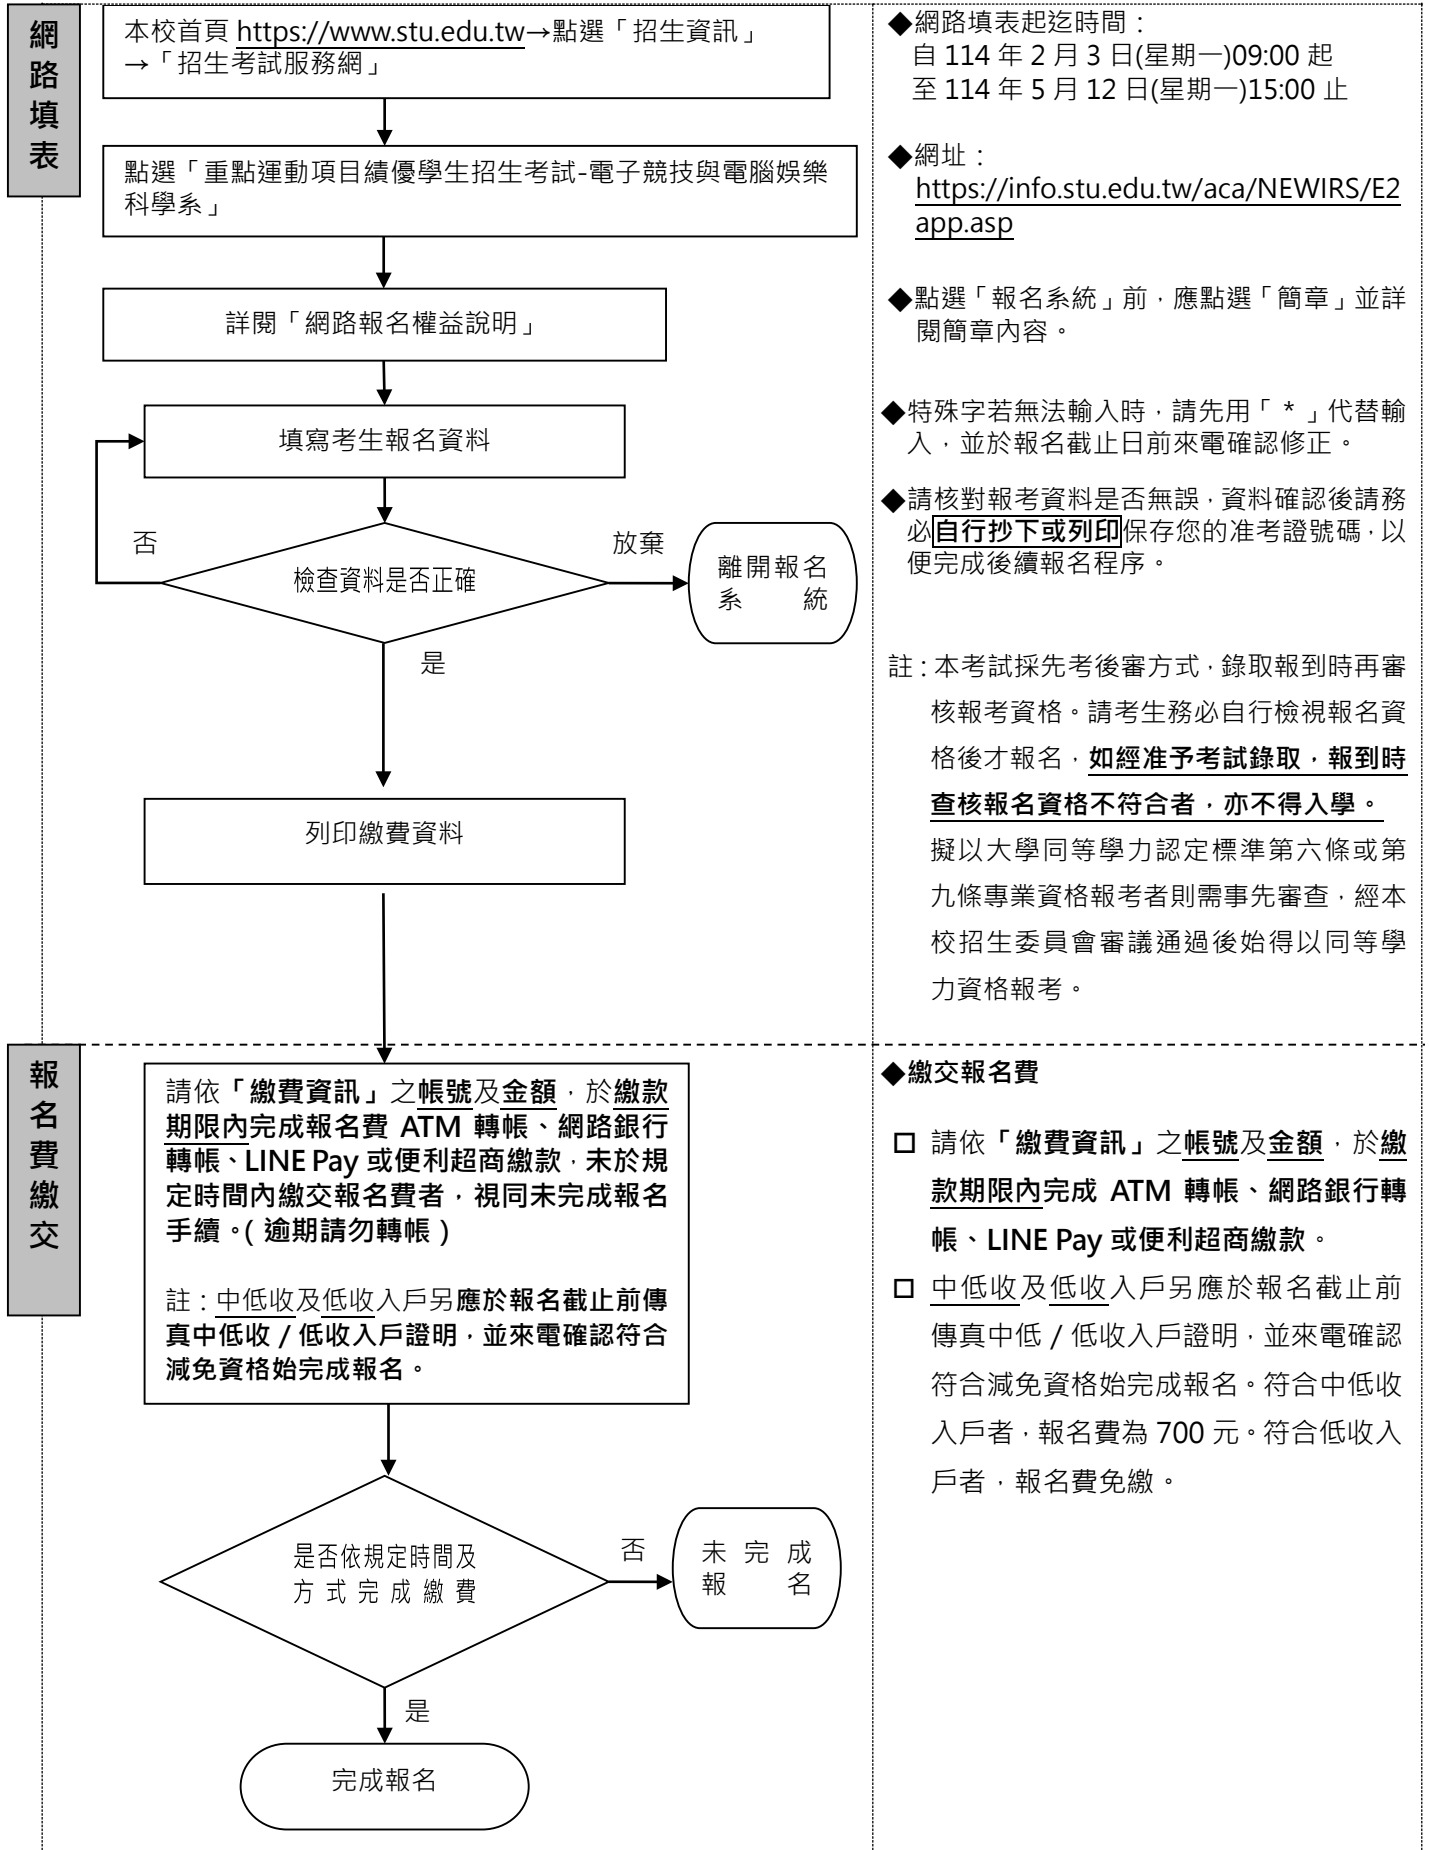 網路填表
本校首頁 https://www.stu.edu.tw→點選「招生資訊」
→「招生考試服務網」
點選「重點運動項目績優學生招生考試-電子競技與電腦娛樂
科學系」
詳閱「網路報名權益說明」
填寫考生報名資料
否
檢查資料是否正確
放棄
離開報名
系統
是
列印繳費資料
◆網路填表起迄時間：
自 114 年 2 月 3 日(星期一)09:00 起
至 114 年 5 月 12 日(星期一)15:00 止
◆網址：
https://info.stu.edu.tw/aca/NEWIRS/E2
app.asp
◆點選「報名系統」前，應點選「簡章」並詳
閱簡章內容。
◆特殊字若無法輸入時，請先用「 * 」代替輸
入，並於報名截止日前來電確認修正。
◆請核對報考資料是否無誤，資料確認後請務
必自行抄下或列印保存您的准考證號碼，以
便完成後續報名程序。
註：本考試採先考後審方式，錄取報到時再審
核報考資格。請考生務必自行檢視報名資
格後才報名，如經准予考試錄取，報到時
查核報名資格不符合者，亦不得入學。
擬以大學同等學力認定標準第六條或第
九條專業資格報考者則需事先審查，經本
校招生委員會審議通過後始得以同等學
力資格報考。
報名費繳交
請依「繳費資訊」之帳號及金額，於繳款
期限內完成報名費 ATM 轉帳、網路銀行
轉帳、LINE Pay 或便利超商繳款，未於規
定時間內繳交報名費者，視同未完成報名
手續。(逾期請勿轉帳)
註：中低收及低收入戶另應於報名截止前傳
真中低收/低收入戶證明，並來電確認符合
減免資格始完成報名。
是否依規定時間及
方式完成繳費
否
未完成
報名
是
完成報名
◆繳交報名費
□ 請依「繳費資訊」之帳號及金額，於繳
款期限內完成 ATM 轉帳、網路銀行轉
帳、LINE Pay 或便利超商繳款。
□ 中低收及低收入戶另應於報名截止前
傳真中低/低收入戶證明，並來電確認
符合減免資格始完成報名。符合中低收
入戶者，報名費為 700 元。符合低收入
戶者，報名費免繳。